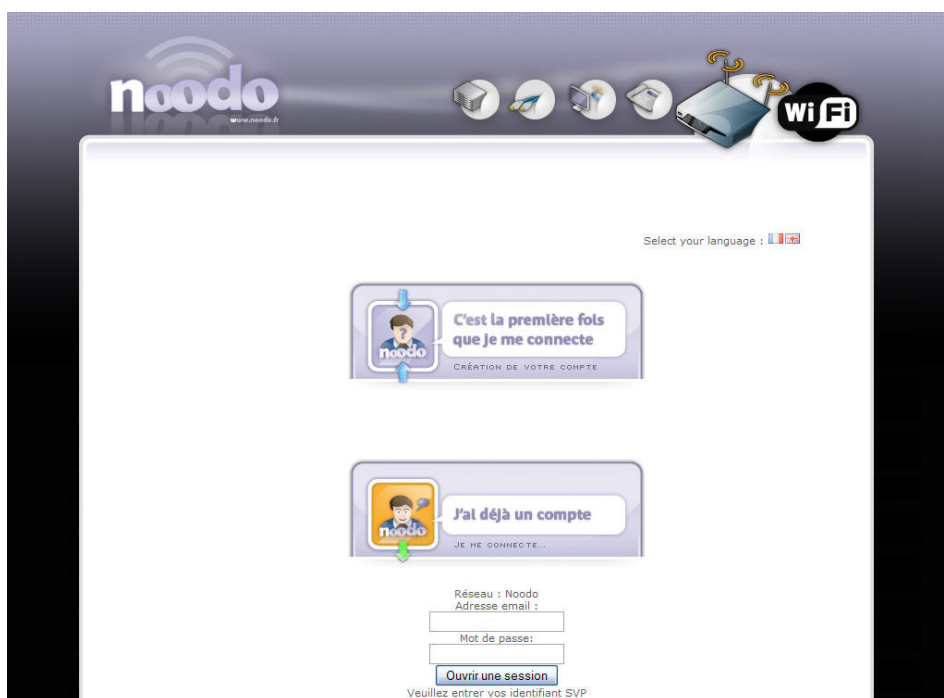 noodo
www.noodo.fr
Wi Fi
Select your language :
C'est la première fois
que je me connecte
CRÉATION DE VOTRE COMPTE
?
noodo
J'ai déjà un compte
JE ME CONNECTE...
noodo
Réseau : Noodo
Adresse email :
Mot de passe:
Ouvrir une session
Veuillez entrer vos identifiant SVP